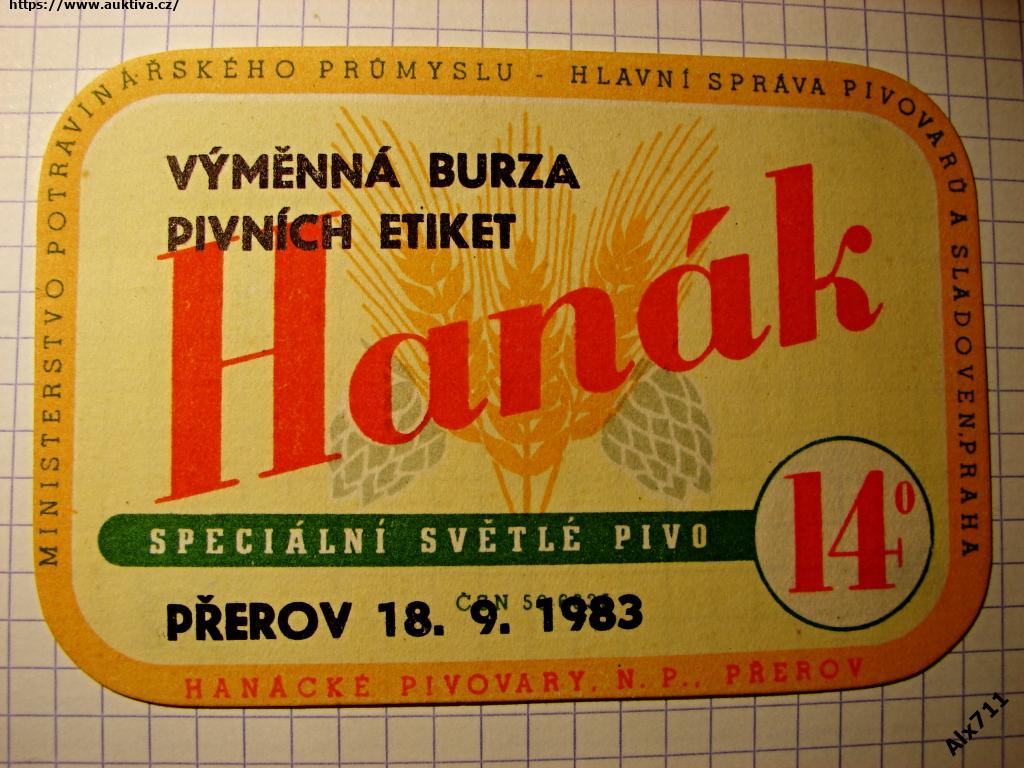 https://www.auktiva.cz/
MINISTERSTVO POTRAVINÁŘSKÉHO PRŮMYSLU - HLAVNÍ SPRÁVA PIVOVARŮ A SLADOVEN, PRAHA
VÝMĚNNÁ BURZA
PIVNÍCH ETIKET
Hanák
14°
SPECIÁLNÍ SVĚTLÉ PIVO
ČSN
PŘEROV 18. 9. 1983
HANÁCKÉ PIVOVARY, N. P., PŘEROV
Alx711